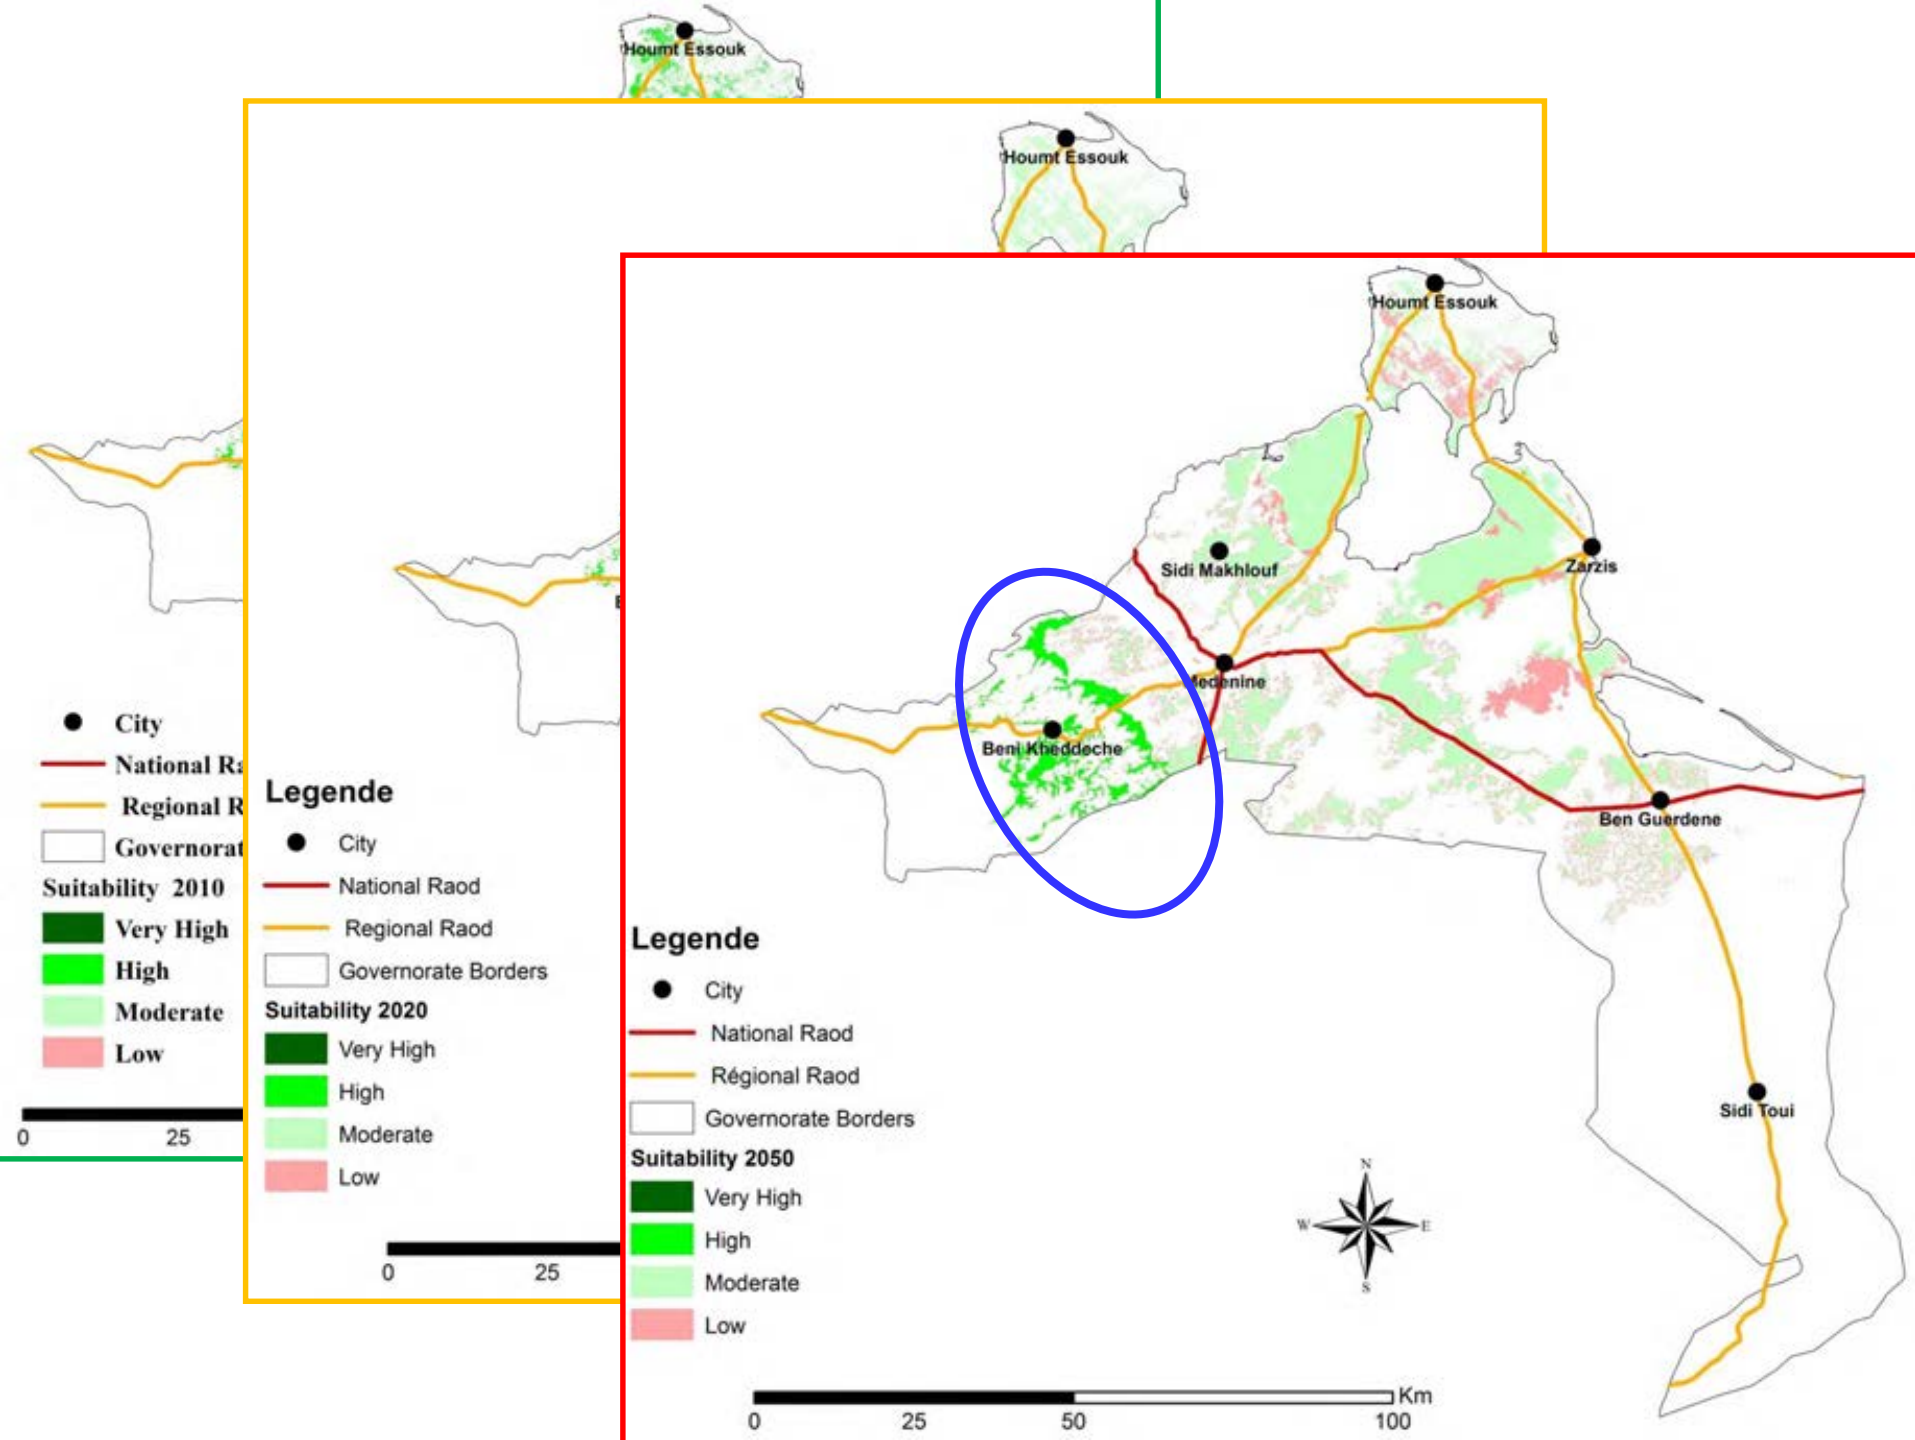 Houmt Essouk
City
National Ra
Regional R
Governorat
Suitability 2010
Very High
High
Moderate
Low
0 25
Houmt Essouk
Legende
City
National Raod
Regional Raod
Governorate Borders
Suitability 2020
Very High
High
Moderate
Low
0 25
Houmt Essouk
Sidi Makhlouf
Zarzis
Medenine
Beni Kheddeche
Ben Guerdene
Sidi Toui
Legende
City
National Raod
Régional Raod
Governorate Borders
Suitability 2050
Very High
High
Moderate
Low
N
W E
S
Km
0 25 50 100